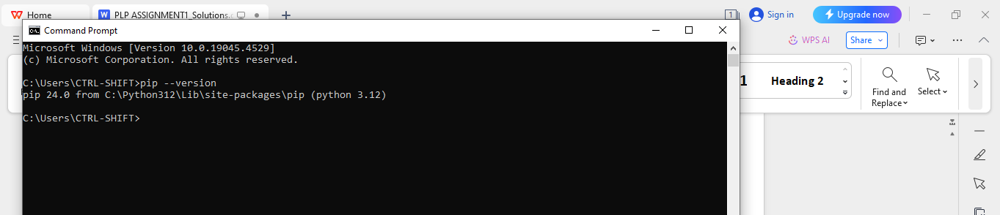 Home
PLP ASSIGNMENT1_Solutions.
1
Sign in
Upgrade now
Command Prompt
WPS AI
Share
Microsoft Windows [Version 10.0.19045.4529]
(c) Microsoft Corporation. All rights reserved.
C:\Users\CTRL-SHIFT>pip --version
pip 24.0 from C:\Python312\Lib\site-packages\pip (python 3.12)
C:\Users\CTRL-SHIFT>
1
Heading 2
Find and
Replace
Select